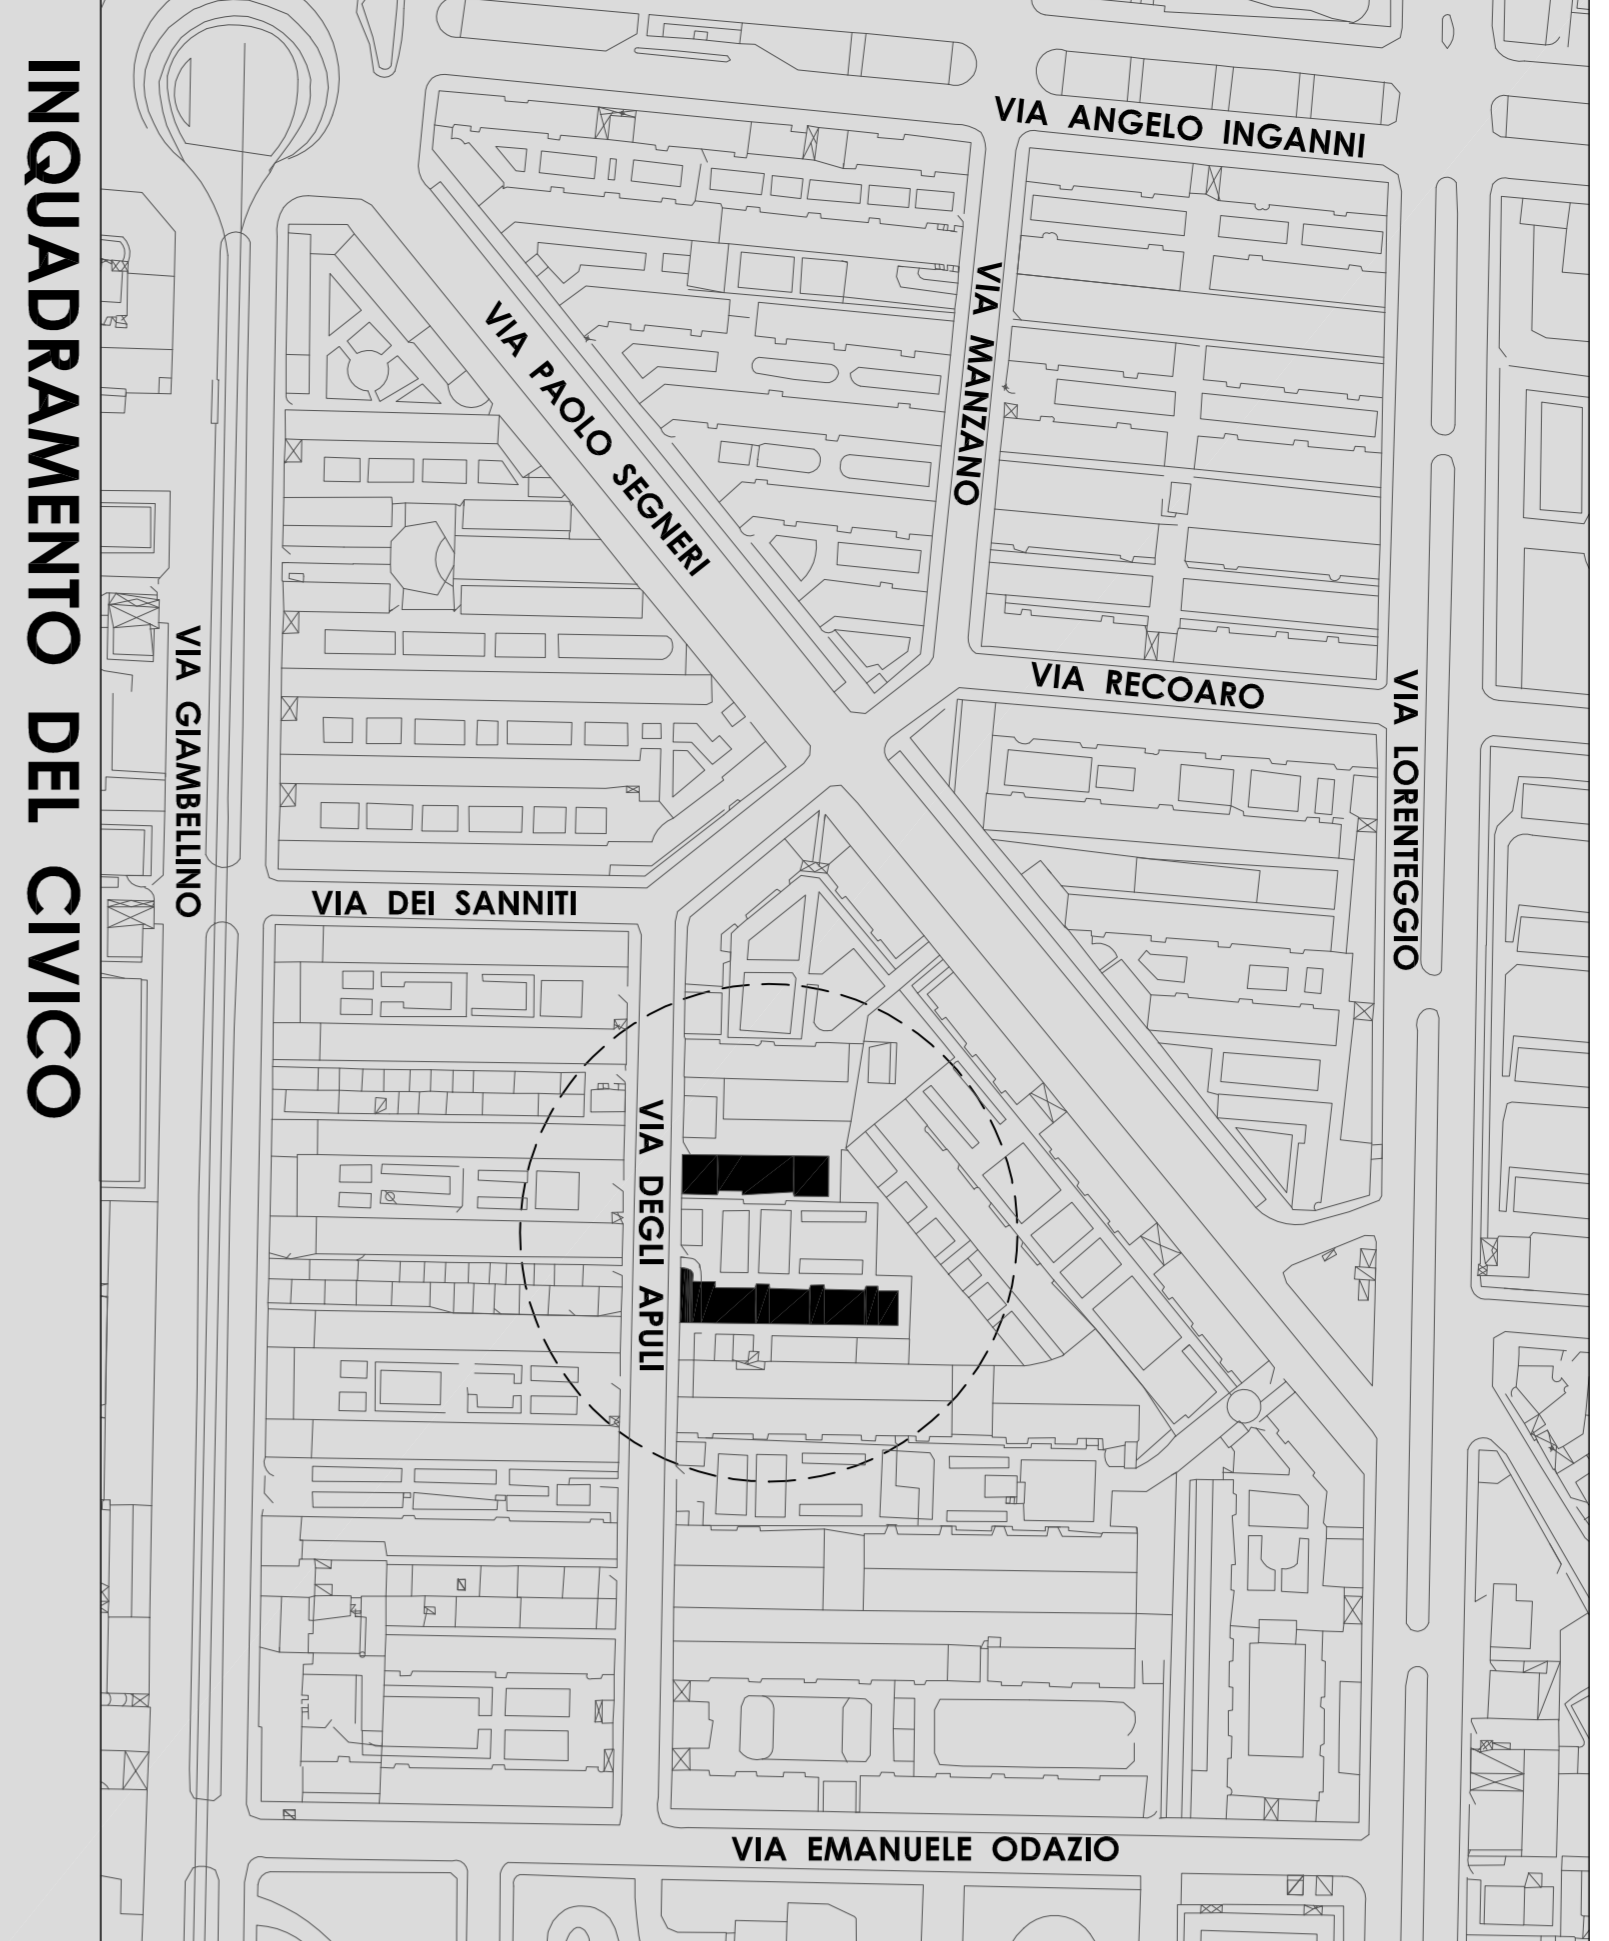 INQUADRAMENTO DEL CIVICO
VIA ANGELO INGANNI
VIA MANZANO
VIA PAOLO SEGNERI
VIA RECOARO
VIA GIAMBELLINO
VIA LORENTEGGIO
VIA DEI SANNITI
VIA DEGLI APULI
VIA EMANUELE ODAZIO